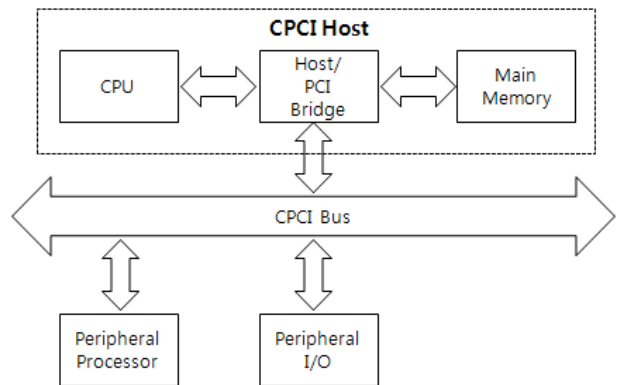 CPCI Host
CPU
Host/
PCI
Bridge
Main
Memory
CPCI Bus
Peripheral
Processor
Peripheral
I/O